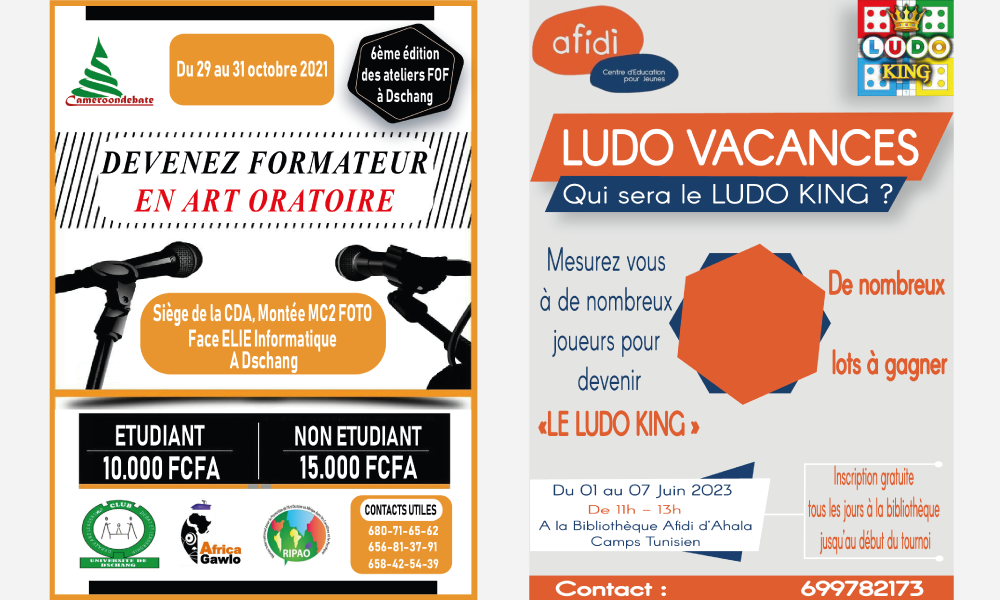 Cameroondebate
Du 29 au 31 octobre 2021
6ème édition
des ateliers FOF
à Dschang
DEVENEZ FORMATEUR
EN ART ORATOIRE
Siège de la CDA, Montée MC2 FOTO
Face ELIE Informatique
A Dschang
ETUDIANT
10.000 FCFA
NON ETUDIANT
15.000 FCFA
CLUB
UNIVERSITE DE
DSCHANG
Africa
Gawlo
RIPAO
CONTACTS UTILES
680-71-65-62
656-81-37-91
658-42-54-39
afidi
Centre d'Education
pour Jeunes
LUDO
KING
LUDO VACANCES
Qui sera le LUDO KING ?
Mesurez vous
à de nombreux
joueurs pour
devenir
«LE LUDO KING »
De nombreux
lots à gagner
Du 01 au 07 Juin 2023
De 11h – 13h
A la Bibliothèque Afidi d'Ahala
Camps Tunisien
Inscription gratuite
tous les jours à la bibliothèque
jusqu'au début du tournoi
Contact : 699782173